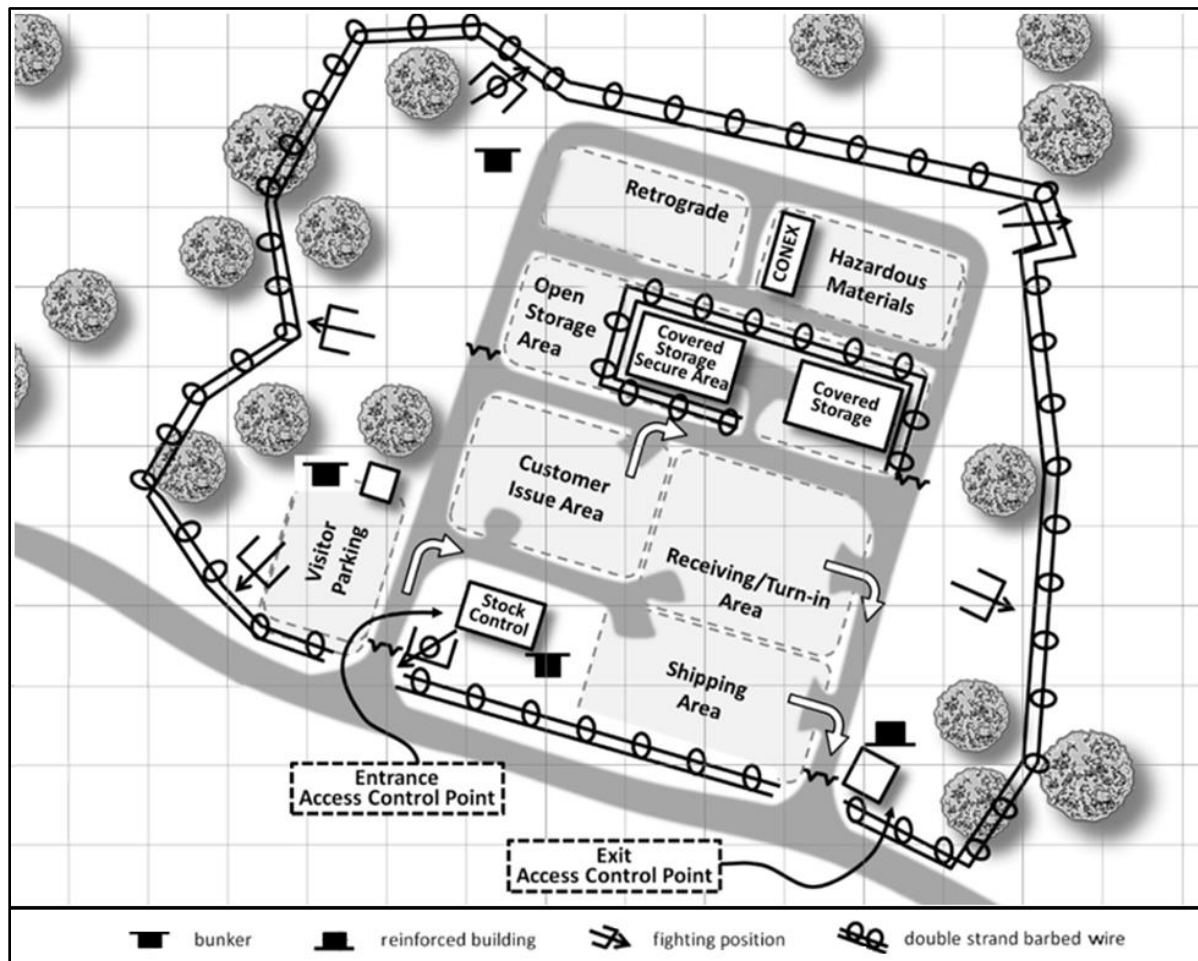 Retrograde
CONEX
Hazardous
Materials
Open
Storage
Area
Covered
Storage
Secure Area
Covered
Storage
Customer
Issue Area
Visitor
Parking
Receiving/Turn-in
Area
Stock
Control
Shipping
Area
Entrance
Access Control Point
Exit
Access Control Point
bunker
reinforced building
fighting position
double strand barbed wire